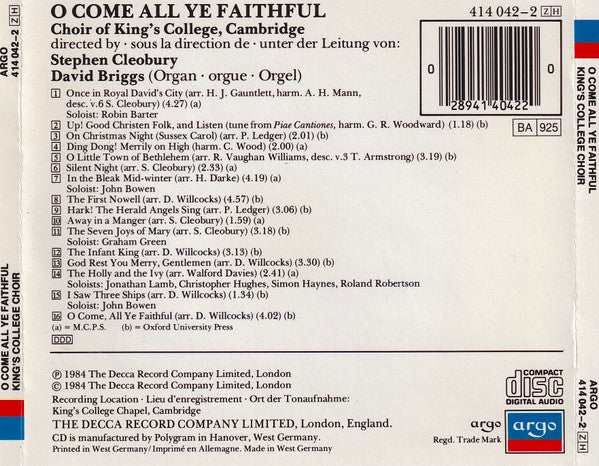 O COME ALL YE FAITHFUL
414 042-2 ZH
Choir of King's College, Cambridge
directed by · sous la direction de · unter der Leitung von:
Stephen Cleobury
David Briggs (Organ · orgue · Orgel)
1 Once in Royal David's City (arr. H. J. Gauntlett, harm. A. H. Mann,
desc. v.6 S. Cleobury) (4.27) (a)
Soloist: Robin Barter
2 Up! Good Christen Folk, and Listen (tune from Piae Cantiones, harm. G. R. Woodward) (1.18) (b)
3 On Christmas Night (Sussex Carol) (arr. P. Ledger) (2.01) (b)
4 Ding Dong! Merrily on High (harm. C. Wood) (2.00) (a)
5 O Little Town of Bethlehem (arr. R. Vaughan Williams, desc. v.3 T. Armstrong) (3.19) (b)
6 Silent Night (arr. S. Cleobury) (2.33) (a)
7 In the Bleak Mid-winter (arr. H. Darke) (4.19) (a)
Soloist: John Bowen
8 The First Nowell (arr. D. Willcocks) (4.57) (b)
9 Hark! The Herald Angels Sing (arr. P. Ledger) (3.06) (b)
10 Away in a Manger (arr. S. Cleobury) (1.59) (a)
11 The Seven Joys of Mary (arr. S. Cleobury) (3.18) (b)
Soloist: Graham Green
12 The Infant King (arr. D. Willcocks) (3.13) (b)
13 God Rest You Merry, Gentlemen (arr. D. Willcocks) (3.30) (b)
14 The Holly and the Ivy (arr. Walford Davies) (2.41) (a)
Soloists: Jonathan Lamb, Christopher Hughes, Simon Haynes, Roland Robertson
15 I Saw Three Ships (arr. D. Willcocks) (1.34) (b)
Soloist: John Bowen
16 O Come, All Ye Faithful (arr. D. Willcocks) (4.02) (b)
(a) = M.C.P.S. (b) = Oxford University Press
DDD
℗ 1984 The Decca Record Company Limited, London
© 1984 The Decca Record Company Limited, London
Recording Location · Lieu d'enregistrement · Ort der Tonaufnahme:
King's College Chapel, Cambridge
THE DECCA RECORD COMPANY LIMITED, London, England.
CD is manufactured by Polygram in Hanover, West Germany.
Printed in West Germany / Imprimé en Allemagne. Made in West Germany
0 0
28941 40422
BA 925
COMPACT
disc
DIGITAL AUDIO
argo
Regd. Trade Mark
argo
ARGO
414 042-2 ZH
O COME ALL YE FAITHFUL
KING'S COLLEGE CHOIR
O COME ALL YE FAITHFUL
KING'S COLLEGE CHOIR
ARGO
414 042-2 ZH